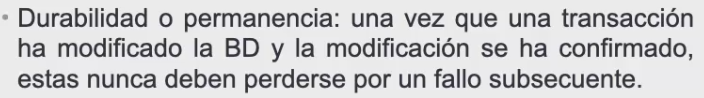 • Durabilidad o permanencia: una vez que una transacción
ha modificado la BD y la modificación se ha confirmado,
estas nunca deben perderse por un fallo subsecuente.